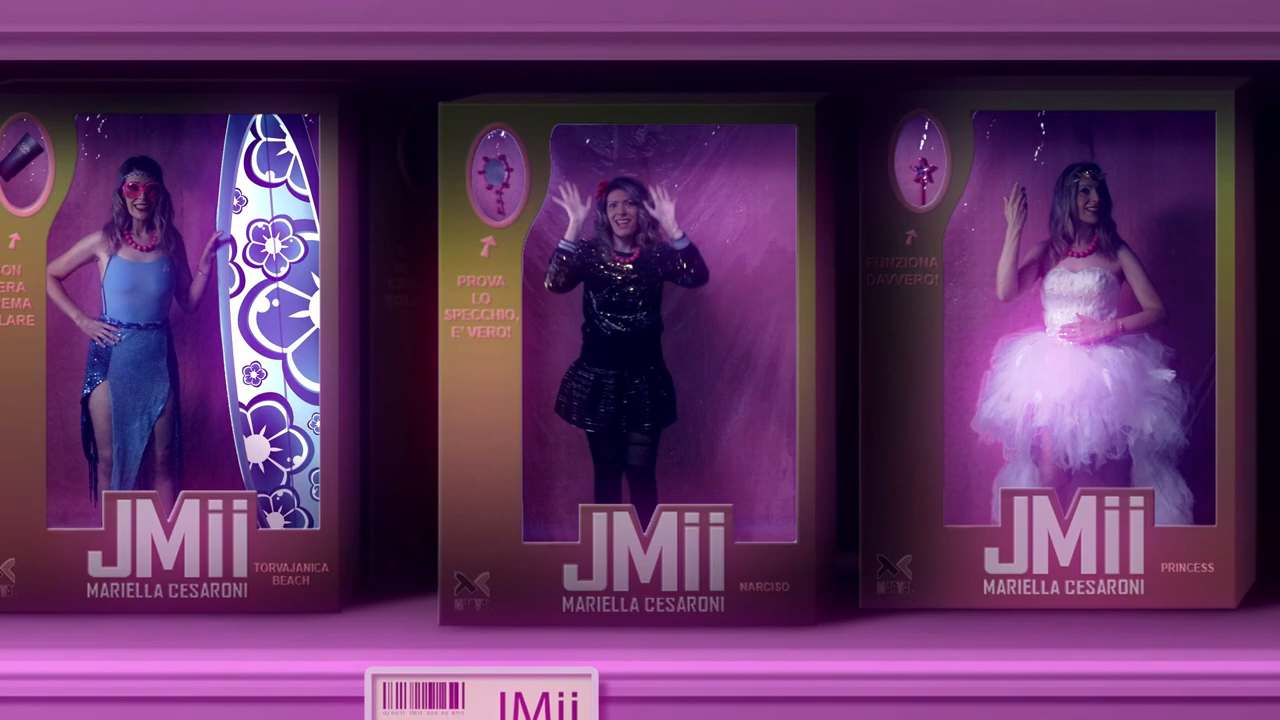 ON
ERA
EMA
LARE
JMii
MARIELLA CESARONI
TORVAJANICA
BEACH
PROVA
LO
SPECCHIO,
E' VERO!
JMii
MARIELLA CESARONI
NARCISO
FUNZIONA
DAVVERO!
JMii
MARIELLA CESARONI
PRINCESS
JMii